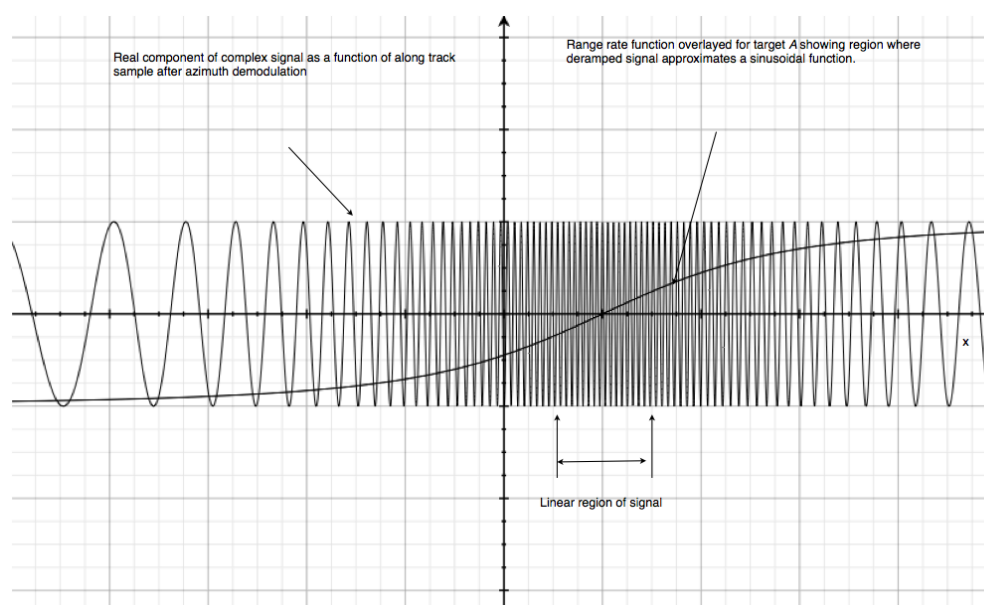 Real component of complex signal as a function of along track
sample after azimuth demodulation
Range rate function overlayed for target A showing region where
deramped signal approximates a sinusoidal function.
x
Linear region of signal